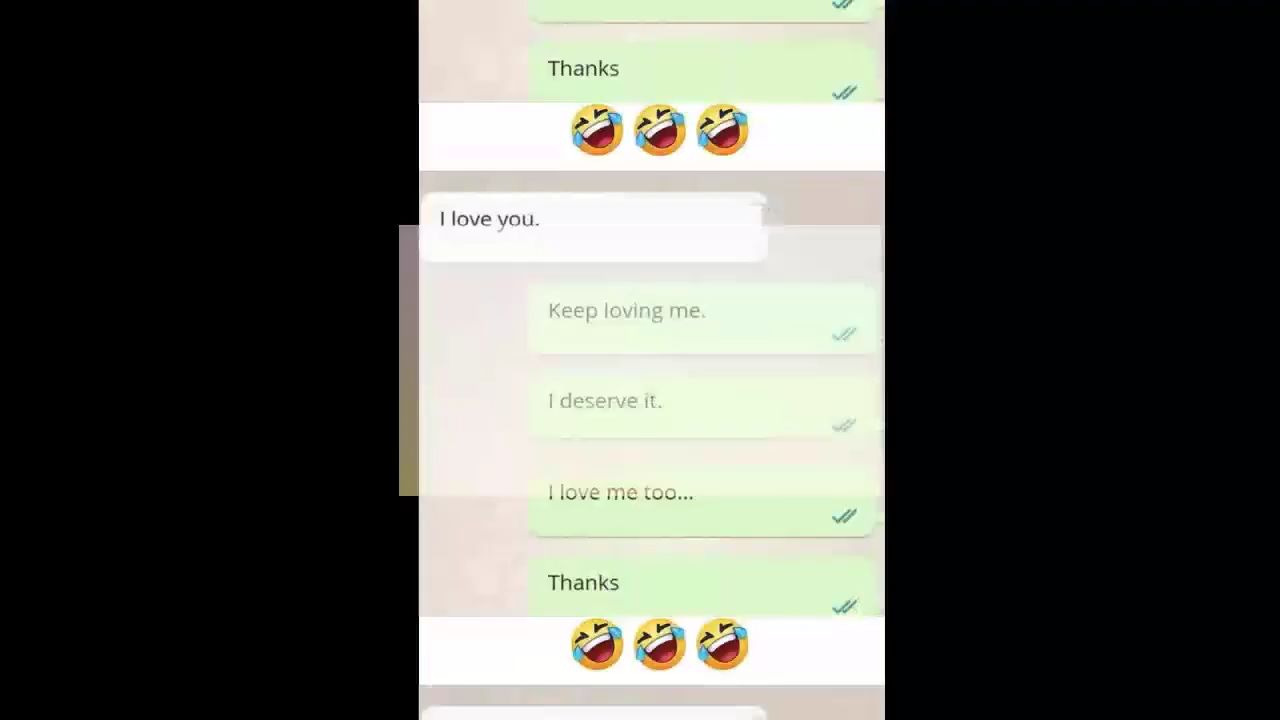 Thanks
I love you.
Keep loving me.
I deserve it.
I love me too...
Thanks